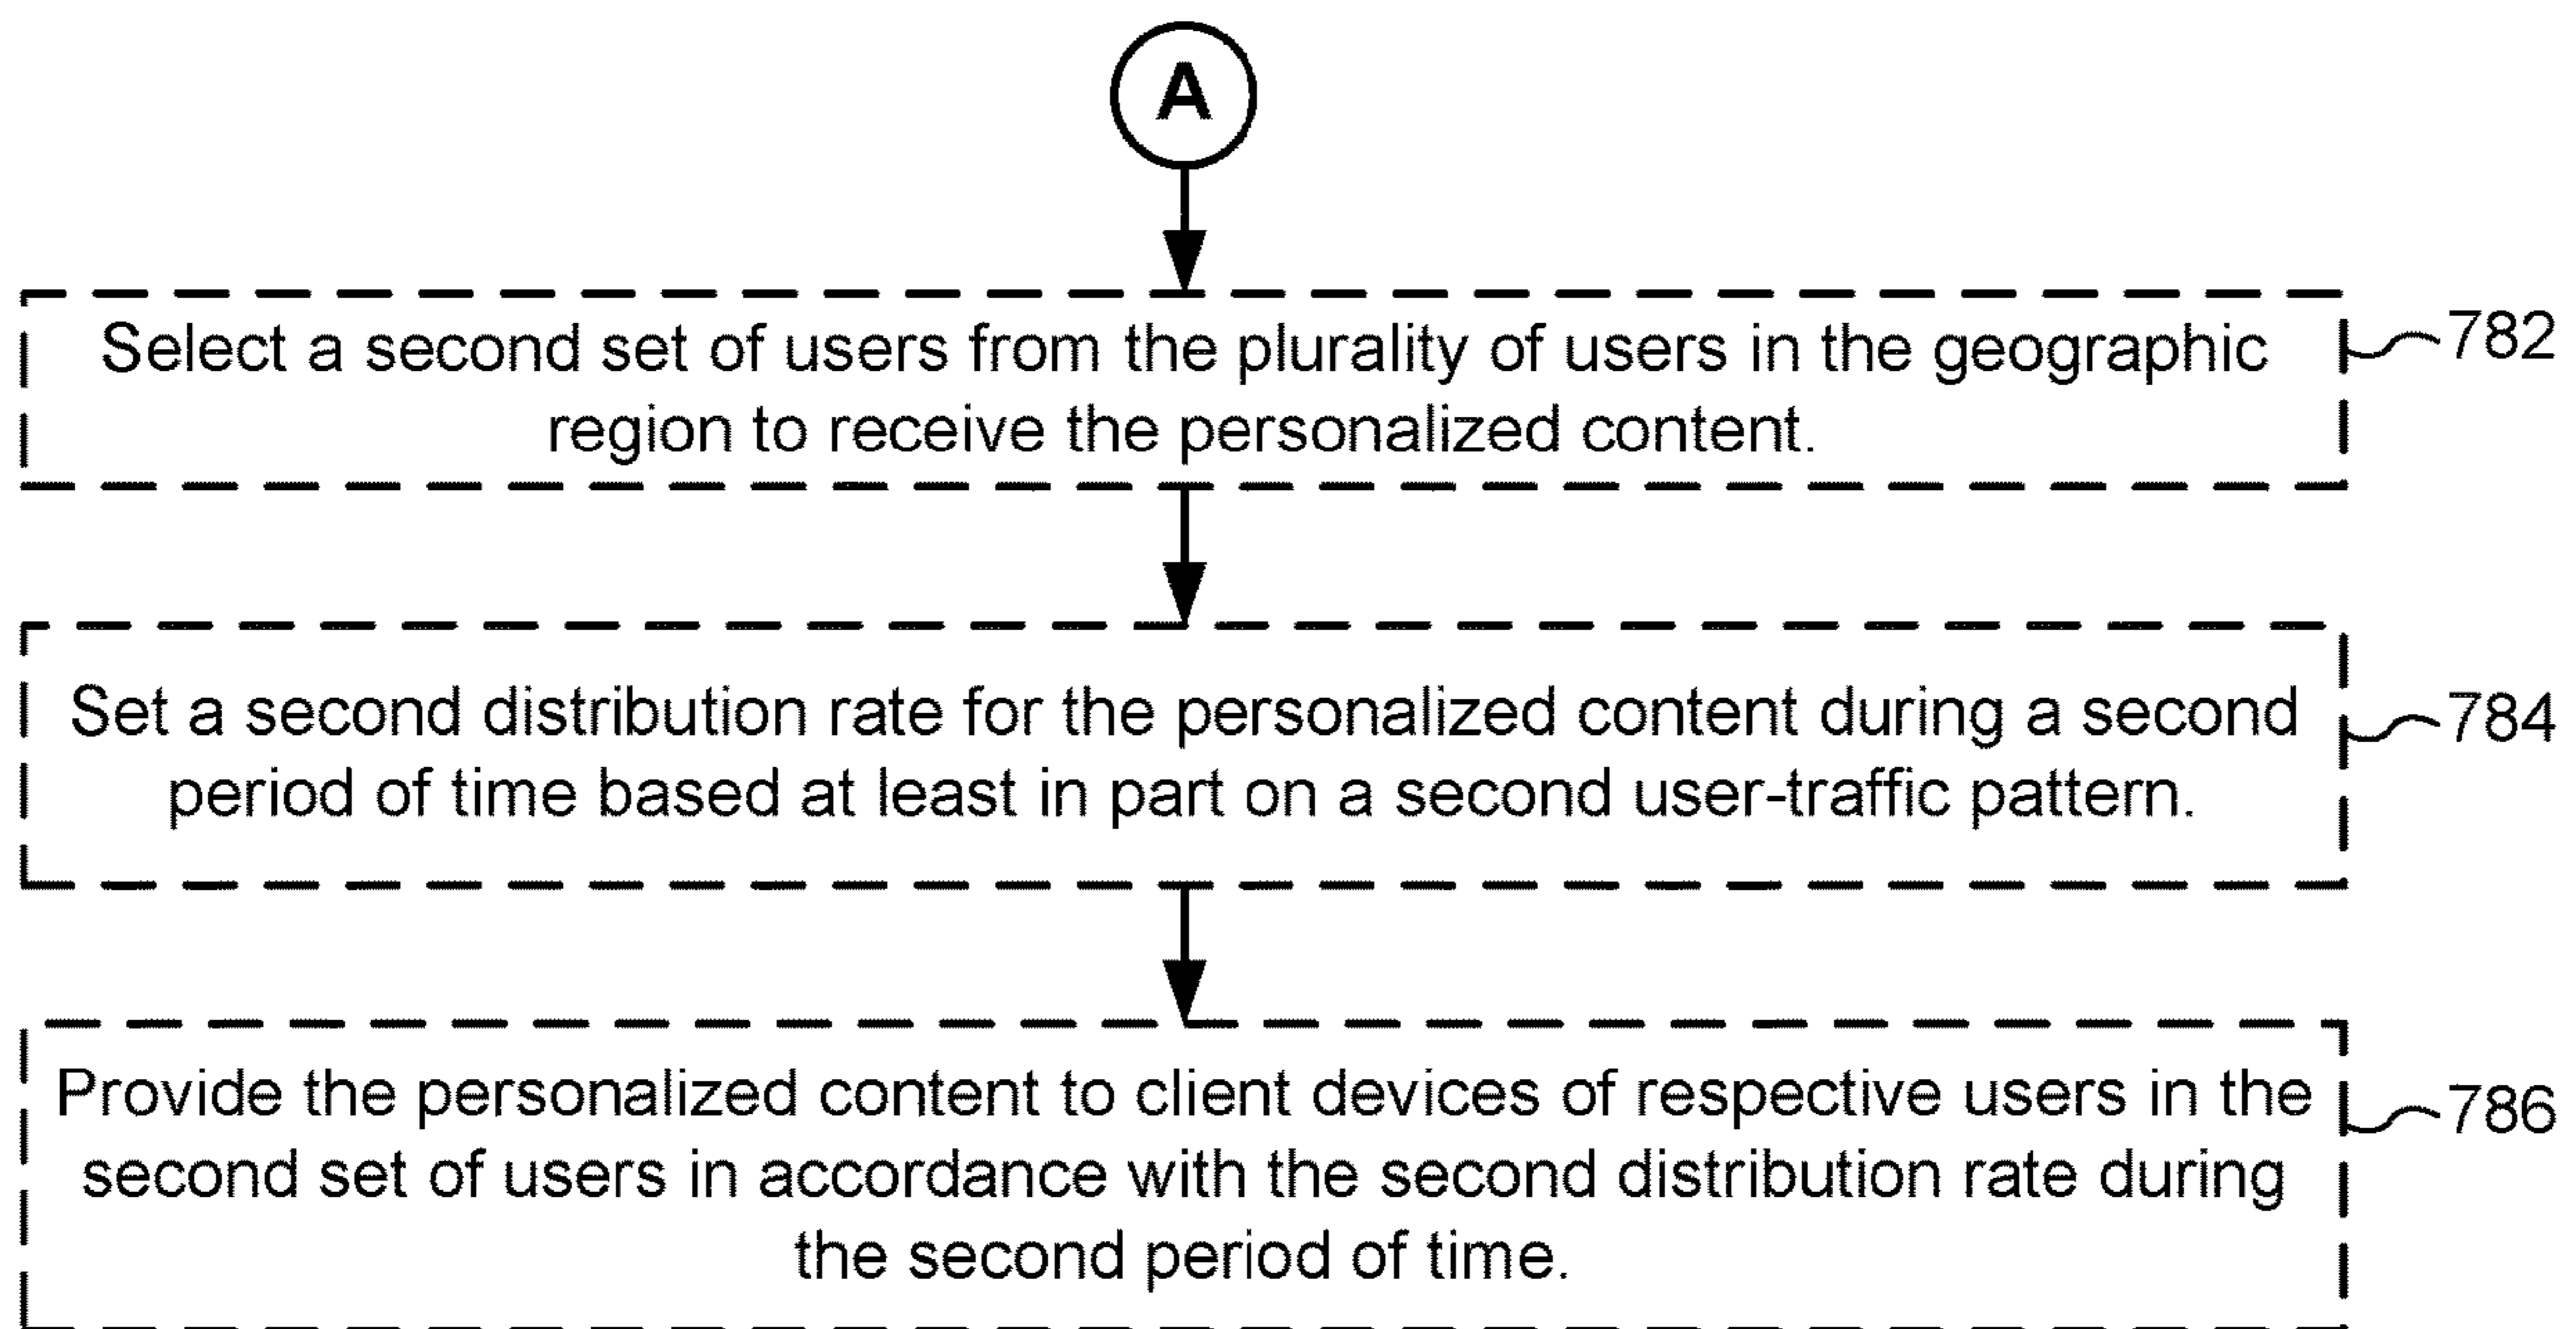 A
Select a second set of users from the plurality of users in the geographic
region to receive the personalized content.
782
Set a second distribution rate for the personalized content during a second
period of time based at least in part on a second user-traffic pattern.
784
Provide the personalized content to client devices of respective users in the
second set of users in accordance with the second distribution rate during
the second period of time.
786